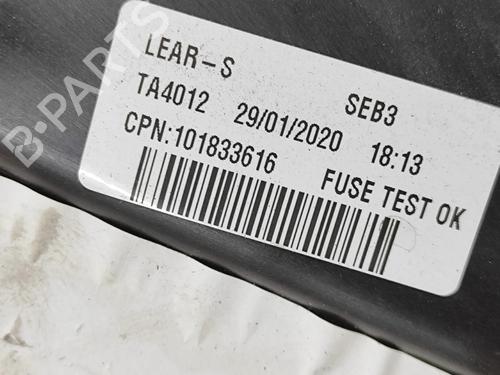 LEAR-S SEB3
TA4012 29/01/2020 18:13
CPN:101833616 FUSE TEST OK
B-PARTS